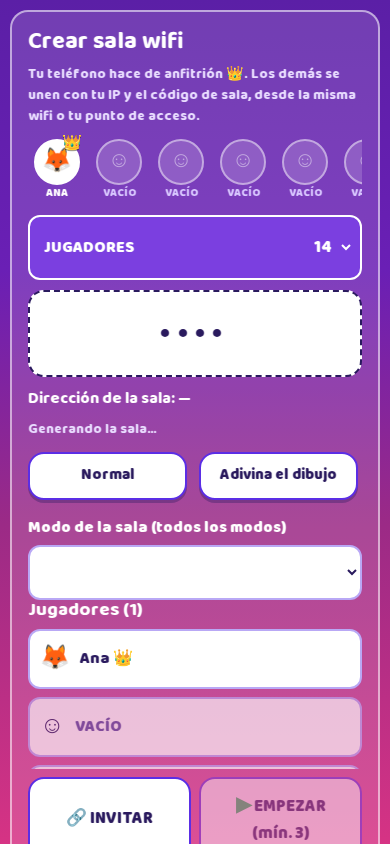 Crear sala wifi
Tu teléfono hace de anfitrión 👑. Los demás se
unen con tu IP y el código de sala, desde la misma
wifi o tu punto de acceso.
ANA VACÍO VACÍO VACÍO VACÍO
JUGADORES 14
••••
Dirección de la sala: —
Generando la sala...
Normal Adivina el dibujo
Modo de la sala (todos los modos)
Jugadores (1)
Ana 👑
VACÍO
🔗 INVITAR
▶ EMPEZAR
(mín. 3)